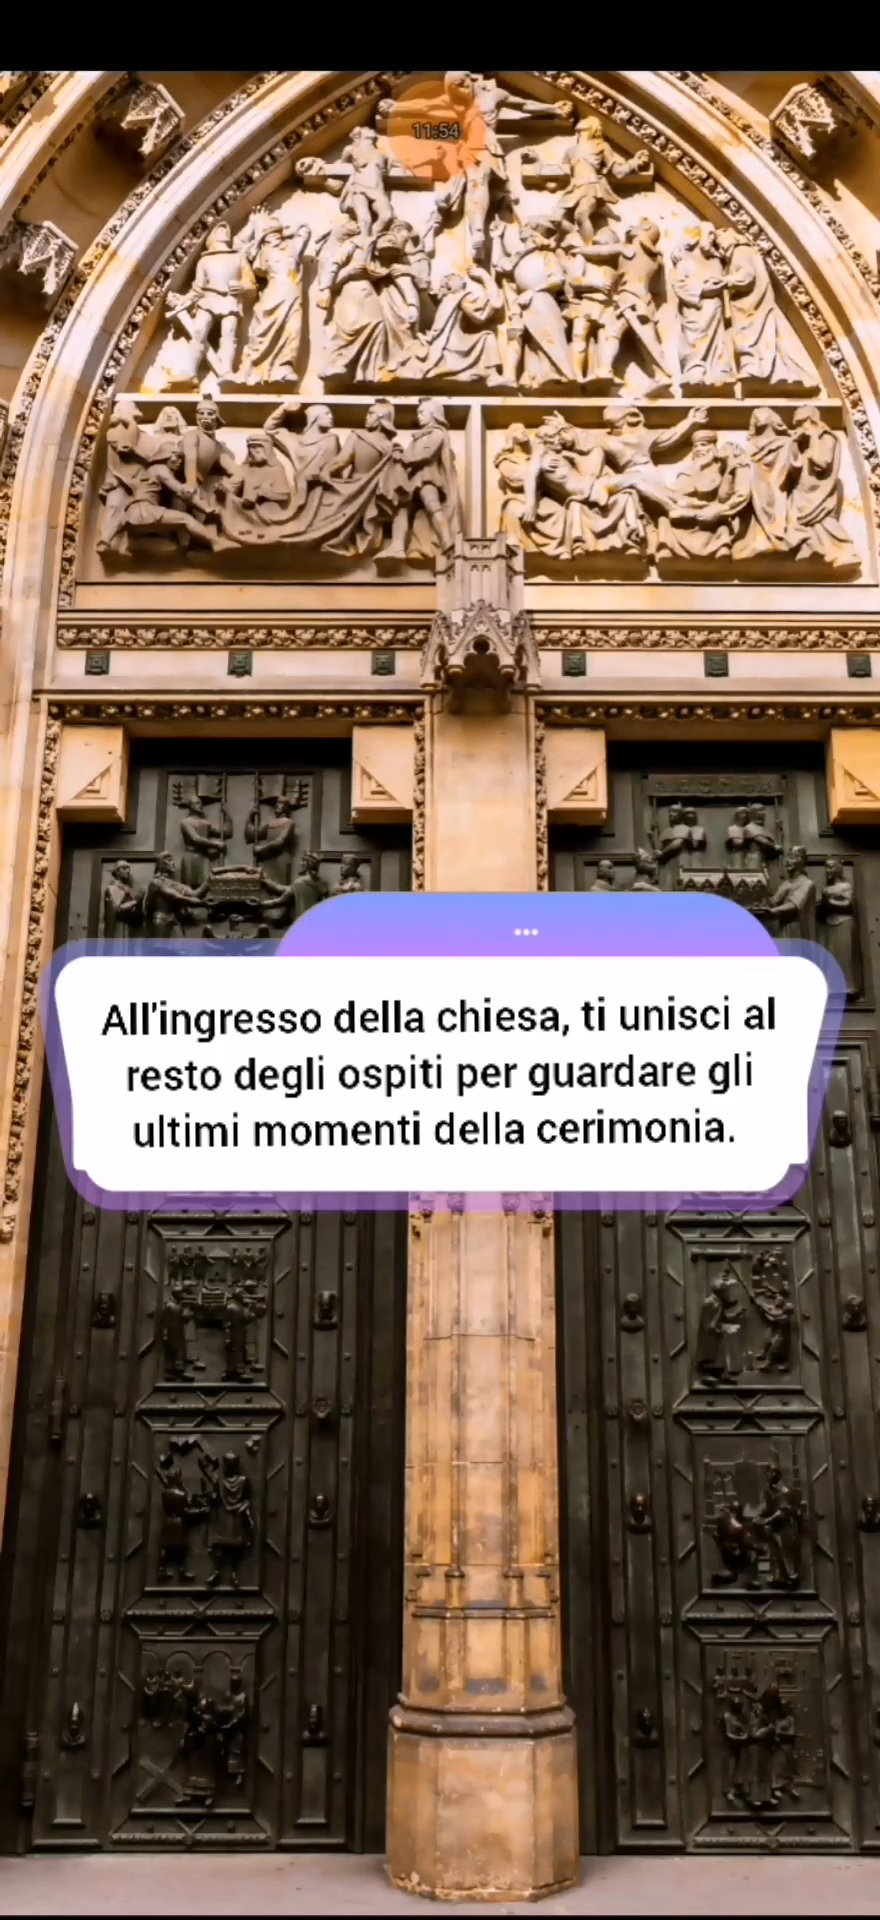 11:54
...
All'ingresso della chiesa, ti unisci al
resto degli ospiti per guardare gli
ultimi momenti della cerimonia.